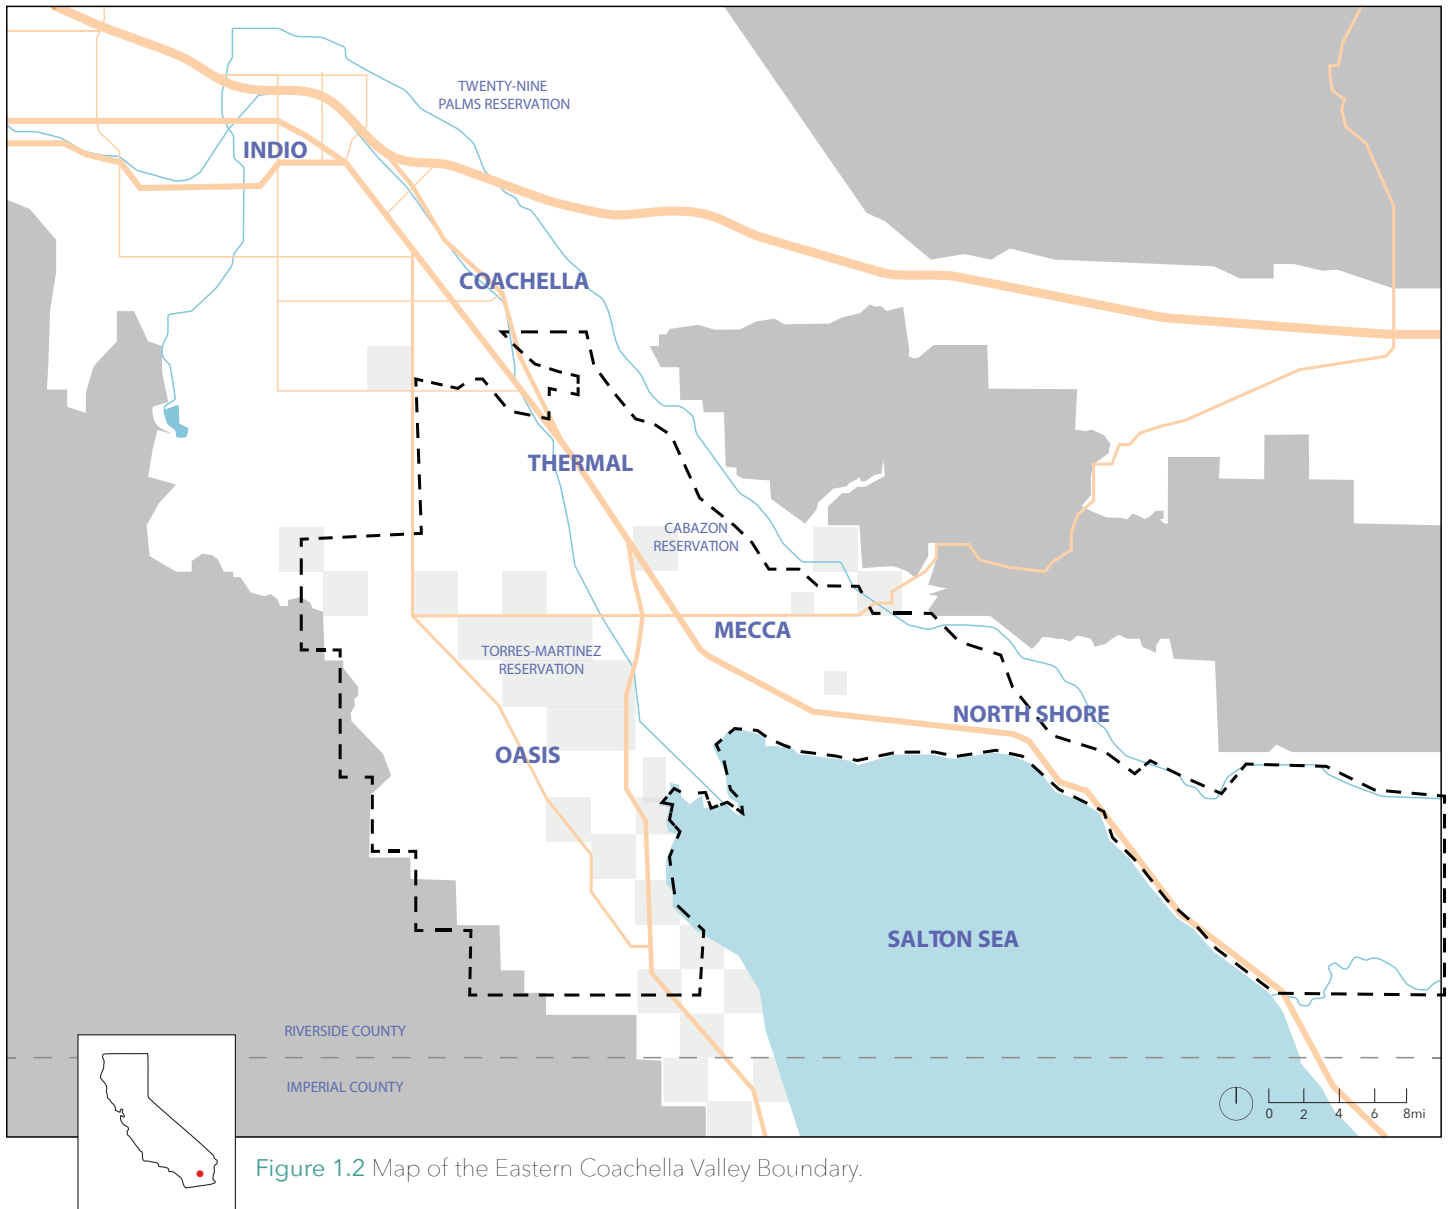 TWENTY-NINE
PALMS RESERVATION
INDIO
COACHELLA
THERMAL
CABAZON
RESERVATION
MECCA
TORRES-MARTINEZ
RESERVATION
NORTH SHORE
OASIS
SALTON SEA
RIVERSIDE COUNTY
IMPERIAL COUNTY
0 2 4 6 8mi
Figure 1.2 Map of the Eastern Coachella Valley Boundary.